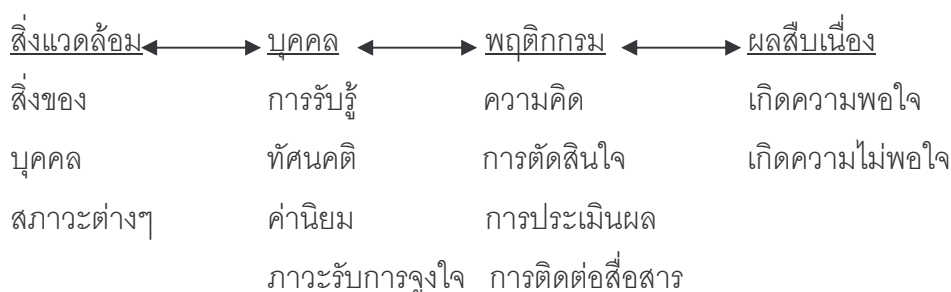 สิ่งแวดล้อม บุคคล พฤติกกรม ผลสืบเนื่อง
สิ่งของ การรับรู้ ความคิด เกิดความพอใจ
บุคคล ทัศนคติ การตัดสินใจ เกิดความไม่พอใจ
สภาวะต่างๆ ค่านิยม การประเมินผล
ภาวะรับการจูงใจ การติดต่อสื่อสาร